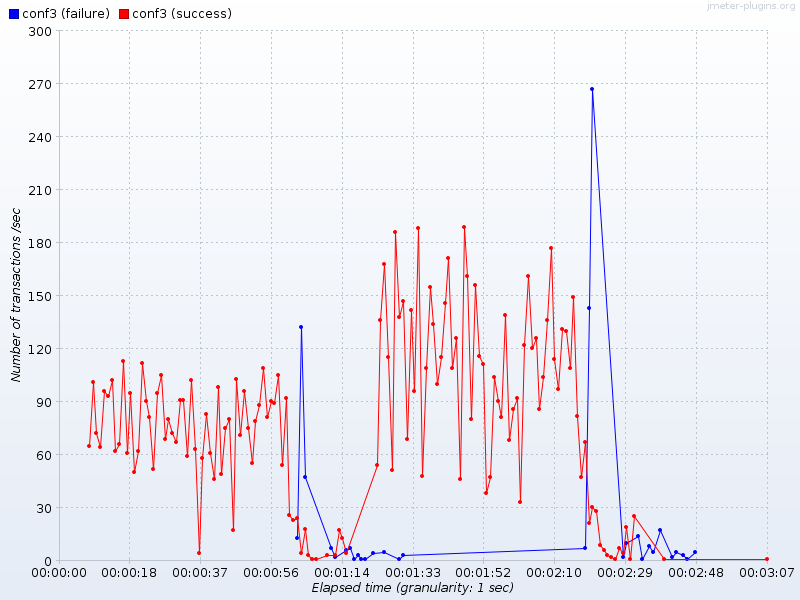 jmeter-plugins.org
conf3 (failure) conf3 (success)
300
270
240
210
180
150
120
90
60
30
0
Number of transactions /sec
00:00:00 00:00:18 00:00:37 00:00:56 00:01:14 00:01:33 00:01:52 00:02:10 00:02:29 00:02:48 00:03:07
Elapsed time (granularity: 1 sec)